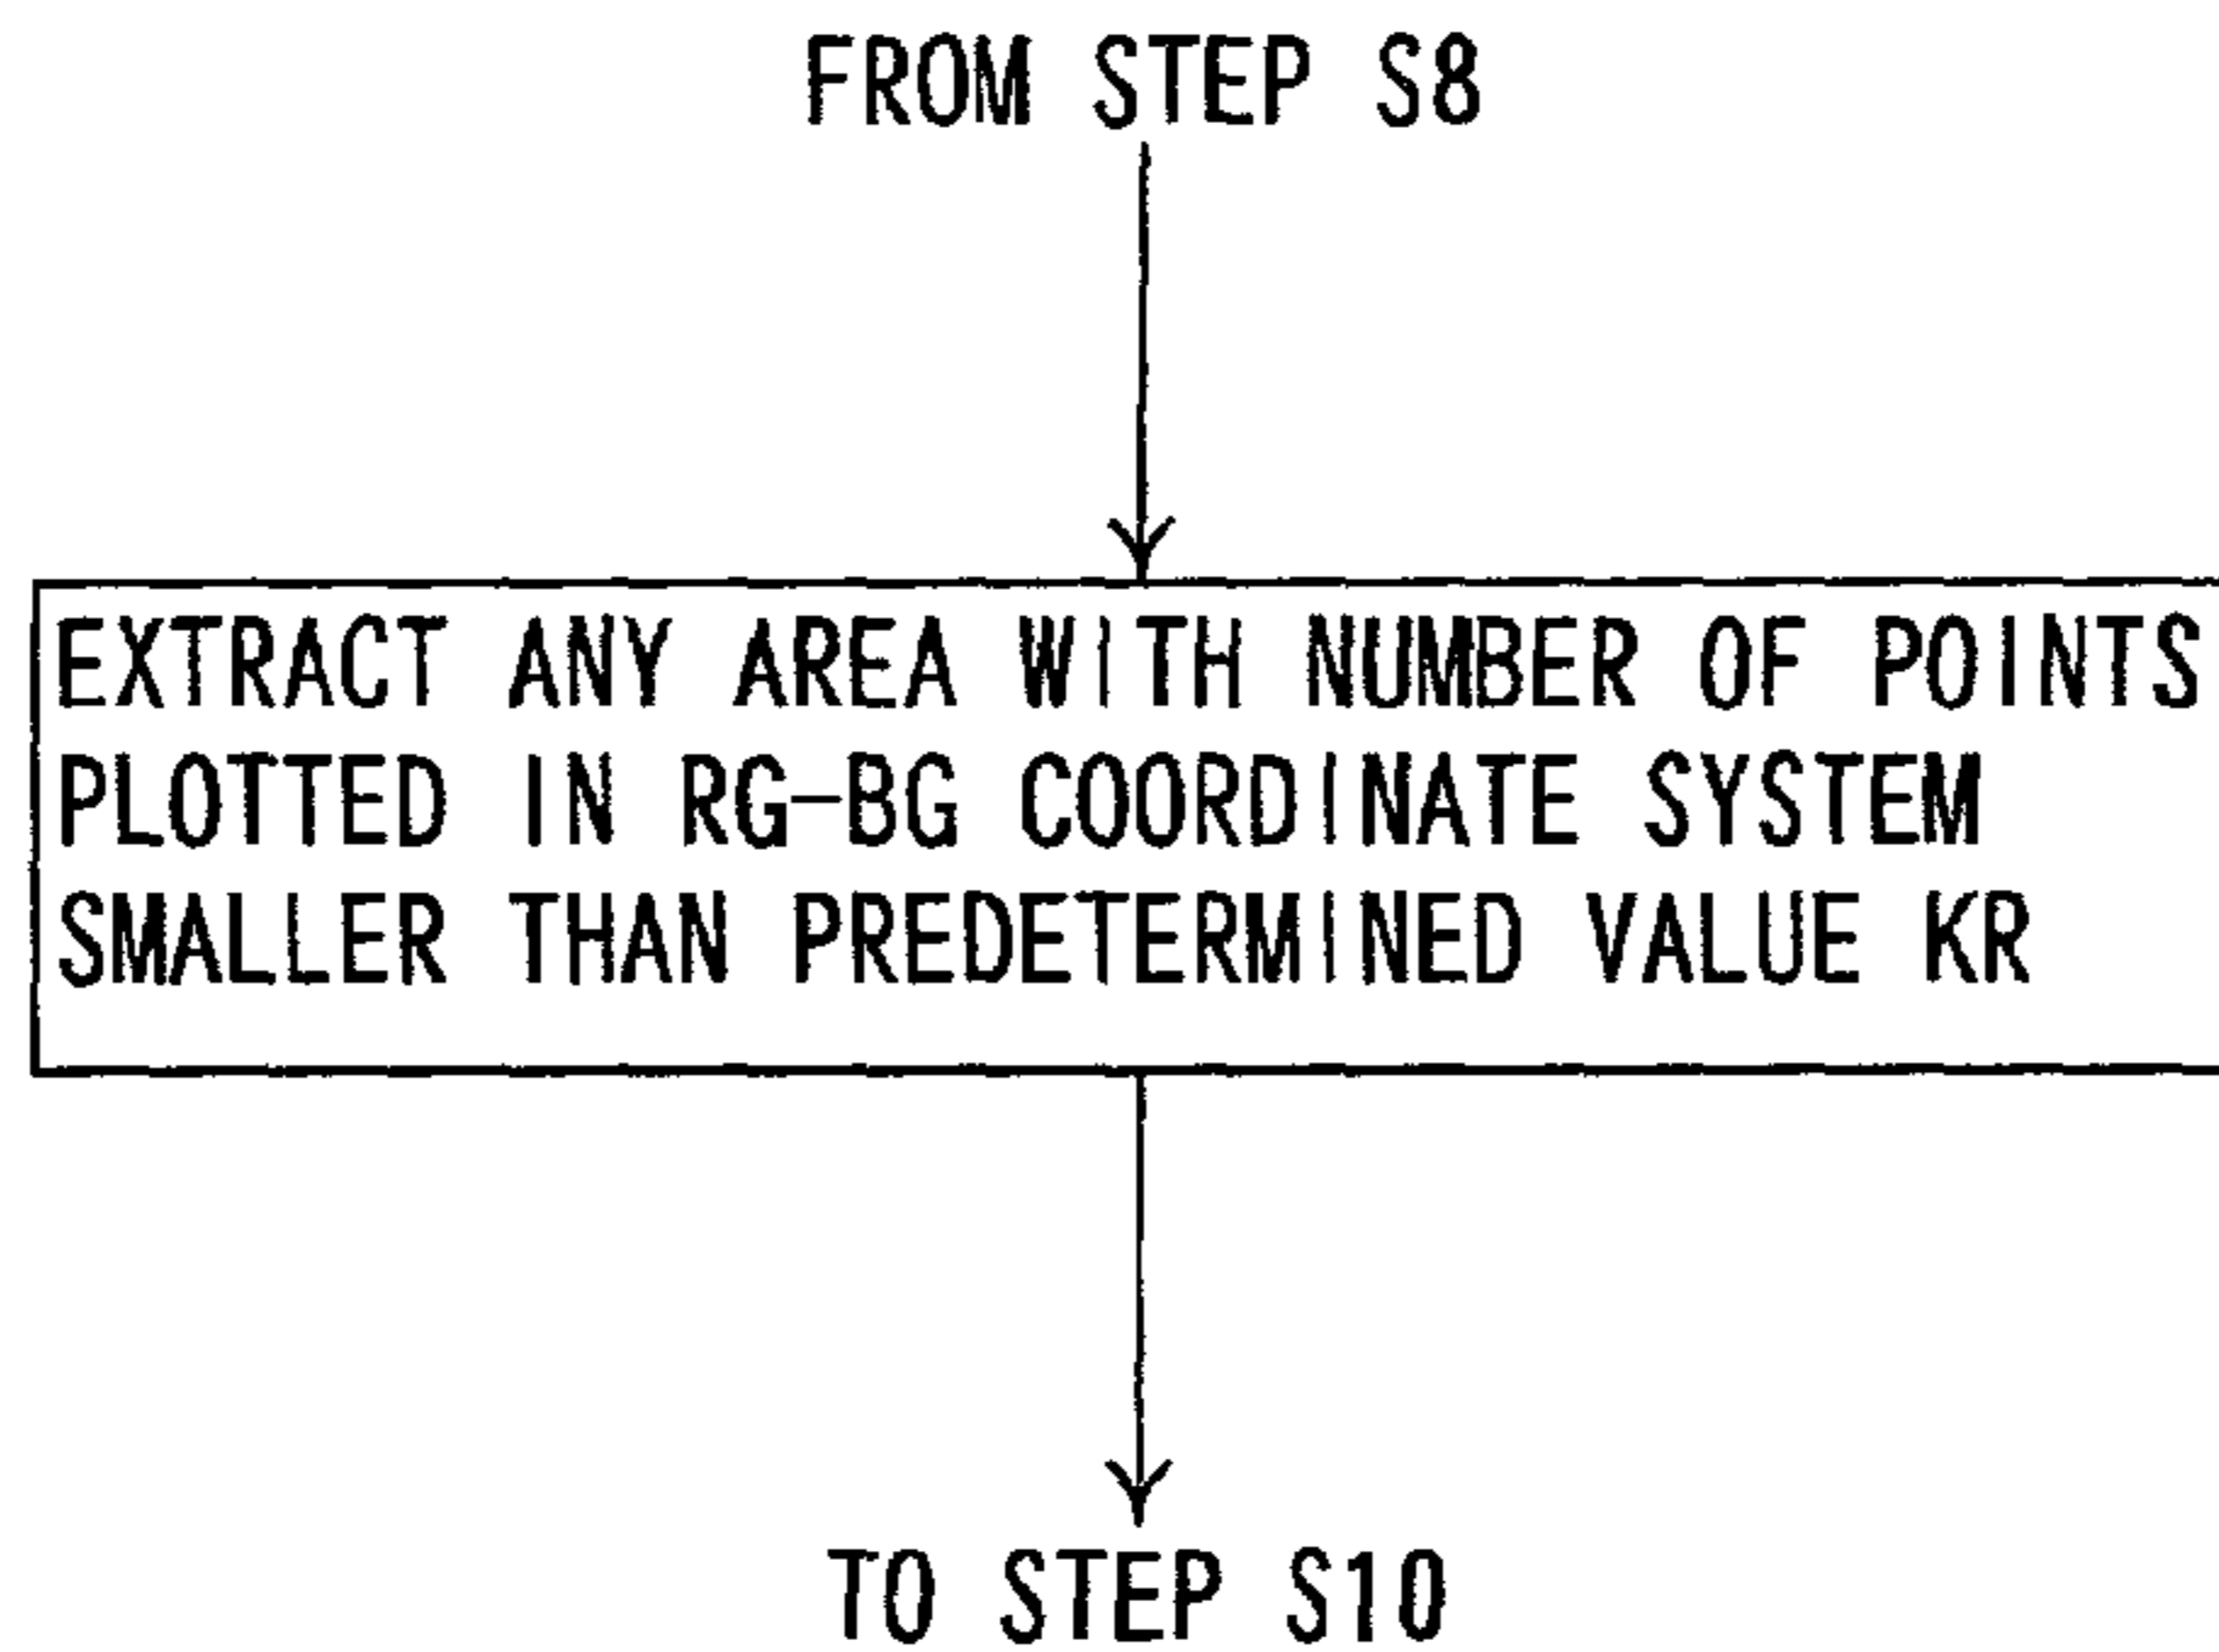 FROM STEP S8
EXTRACT ANY AREA WITH NUMBER OF POINTS
PLOTTED IN RG-BG COORDINATE SYSTEM
SMALLER THAN PREDETERMINED VALUE KR
TO STEP S10